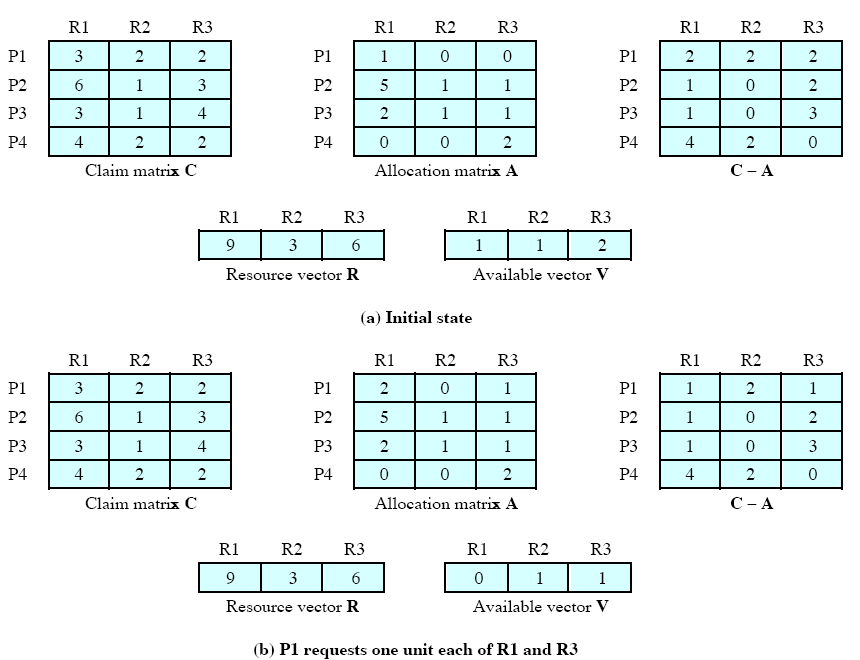 R1 R2 R3 R1 R2 R3 R1 R2 R3
P1 3 2 2 P1 1 0 0 P1 2 2 2
P2 6 1 3 P2 5 1 1 P2 1 0 2
P3 3 1 4 P3 2 1 1 P3 1 0 3
P4 4 2 2 P4 0 0 2 P4 4 2 0
Claim matrix C Allocation matrix A C – A
R1 R2 R3 R1 R2 R3
9 3 6 1 1 2
Resource vector R Available vector V
(a) Initial state
R1 R2 R3 R1 R2 R3 R1 R2 R3
P1 3 2 2 P1 2 0 1 P1 1 2 1
P2 6 1 3 P2 5 1 1 P2 1 0 2
P3 3 1 4 P3 2 1 1 P3 1 0 3
P4 4 2 2 P4 0 0 2 P4 4 2 0
Claim matrix C Allocation matrix A C – A
R1 R2 R3 R1 R2 R3
9 3 6 0 1 1
Resource vector R Available vector V
(b) P1 requests one unit each of R1 and R3